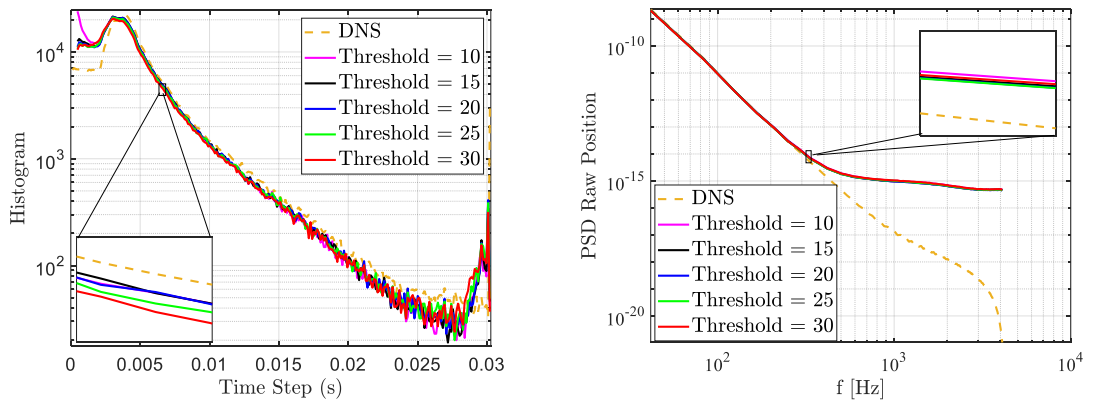 DNS
Threshold = 10
Threshold = 15
Threshold = 20
Threshold = 25
Threshold = 30
10^4
10^3
10^2
Histogram
0 0.005 0.01 0.015 0.02 0.025 0.03
Time Step (s)
10^-10
10^-15
10^-20
PSD Raw Position
DNS
Threshold = 10
Threshold = 15
Threshold = 20
Threshold = 25
Threshold = 30
10^2 10^3 10^4
f [Hz]